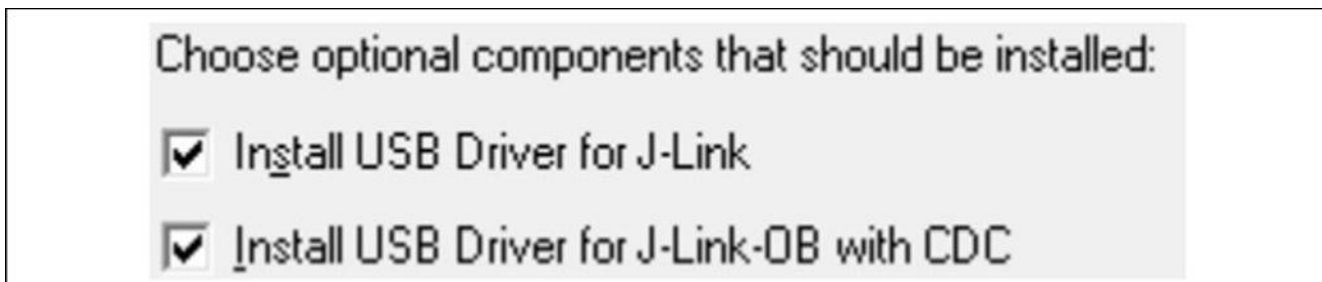 Choose optional components that should be installed:
Install USB Driver for J-Link
Install USB Driver for J-Link-OB with CDC